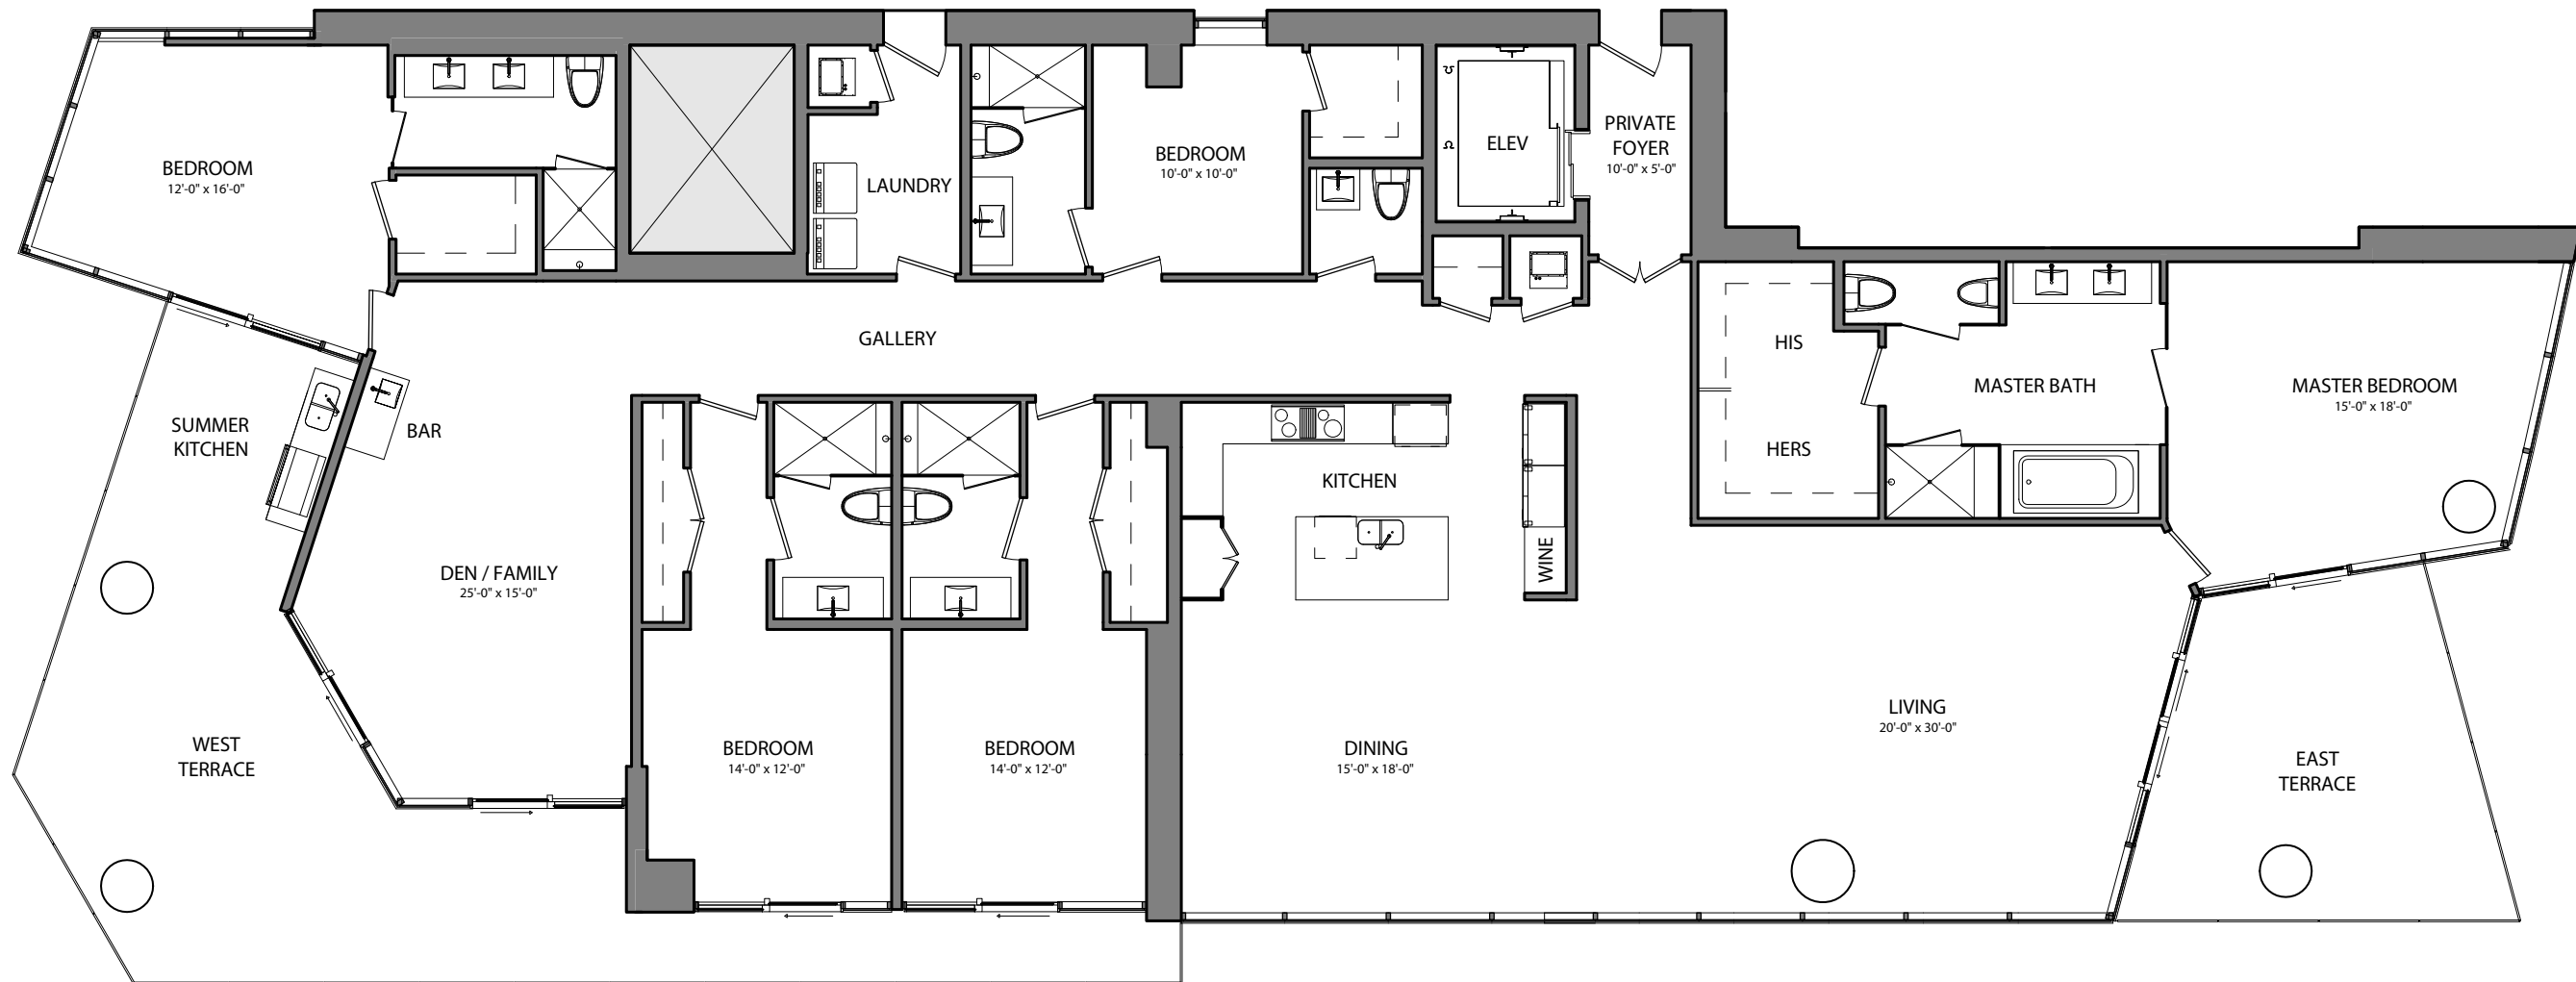 BEDROOM
12'-0" x 16'-0"
LAUNDRY
BEDROOM
10'-0" x 10'-0"
ELEV
PRIVATE
FOYER
10'-0" x 5'-0"
GALLERY
HIS
HERS
MASTER BATH
MASTER BEDROOM
15'-0" x 18'-0"
SUMMER
KITCHEN
BAR
KITCHEN
WINE
DEN / FAMILY
25'-0" x 15'-0"
WEST
TERRACE
BEDROOM
14'-0" x 12'-0"
BEDROOM
14'-0" x 12'-0"
DINING
15'-0" x 18'-0"
LIVING
20'-0" x 30'-0"
EAST
TERRACE